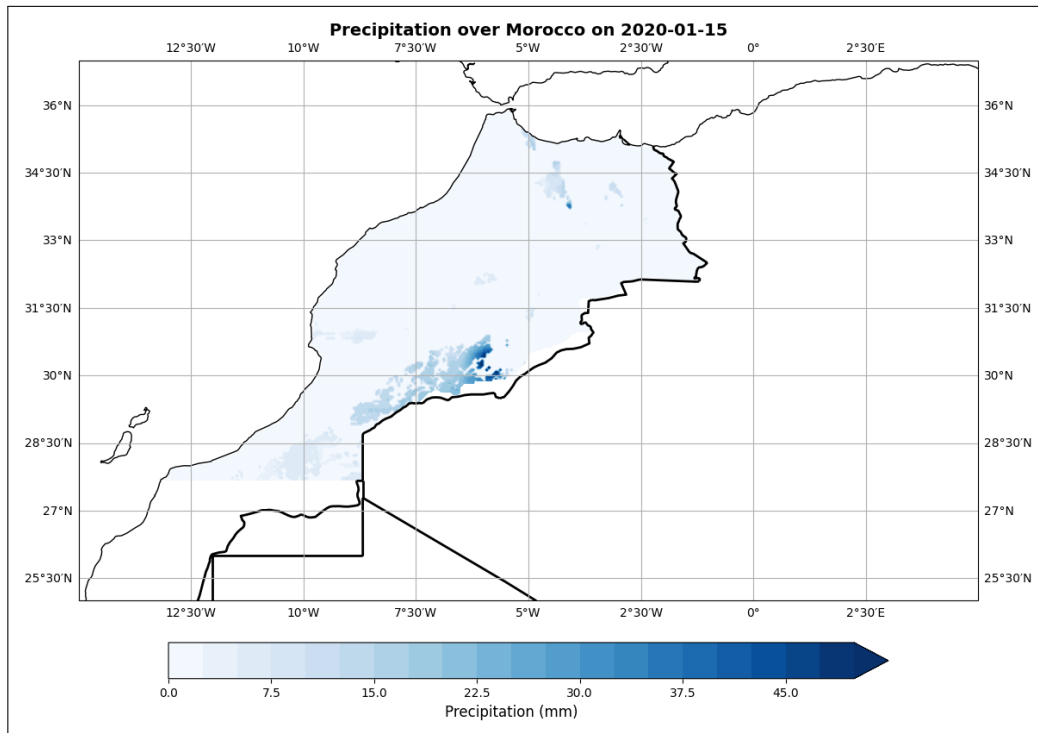 Precipitation over Morocco on 2020-01-15
12°30′W 10°W 7°30′W 5°W 2°30′W 0° 2°30′E
36°N 36°N
34°30′N 34°30′N
33°N 33°N
31°30′N 31°30′N
30°N 30°N
28°30′N 28°30′N
27°N 27°N
25°30′N 25°30′N
12°30′W 10°W 7°30′W 5°W 2°30′W 0° 2°30′E
0.0 7.5 15.0 22.5 30.0 37.5 45.0
Precipitation (mm)